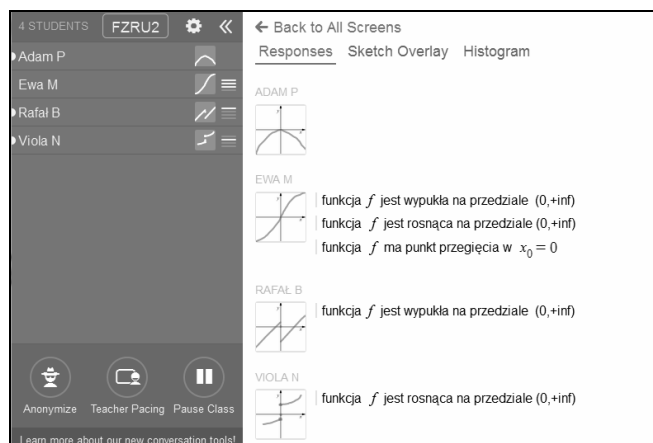 4 STUDENTS
FZRU2
Adam P
Ewa M
Rafał B
Viola N
Anonymize
Teacher Pacing
Pause Class
Learn more about our new conversation tools!
← Back to All Screens
Responses Sketch Overlay Histogram
ADAM P
EWA M
funkcja f jest wypukła na przedziale (0,+inf)
funkcja f jest rosnąca na przedziale (0,+inf)
funkcja f ma punkt przegięcia w x₀ = 0
RAFAŁ B
funkcja f jest wypukła na przedziale (0,+inf)
VIOLA N
funkcja f jest rosnąca na przedziale (0,+inf)